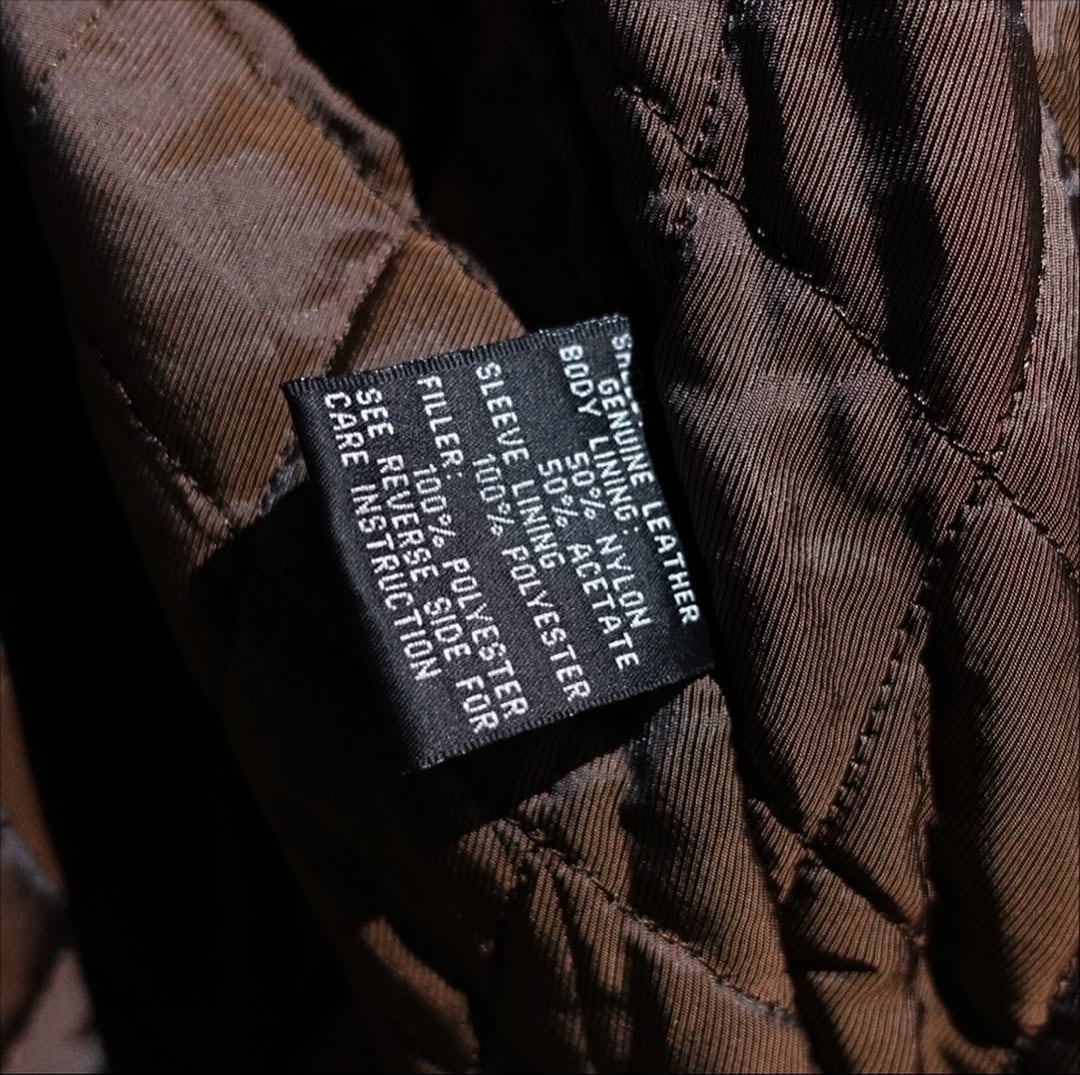 GENUINE LEATHER
BODY LINING:
50% NYLON
50% ACETATE
SLEEVE LINING
100% POLYESTER
FILLER:
100% POLYESTER
SEE REVERSE SIDE FOR
CARE INSTRUCTION